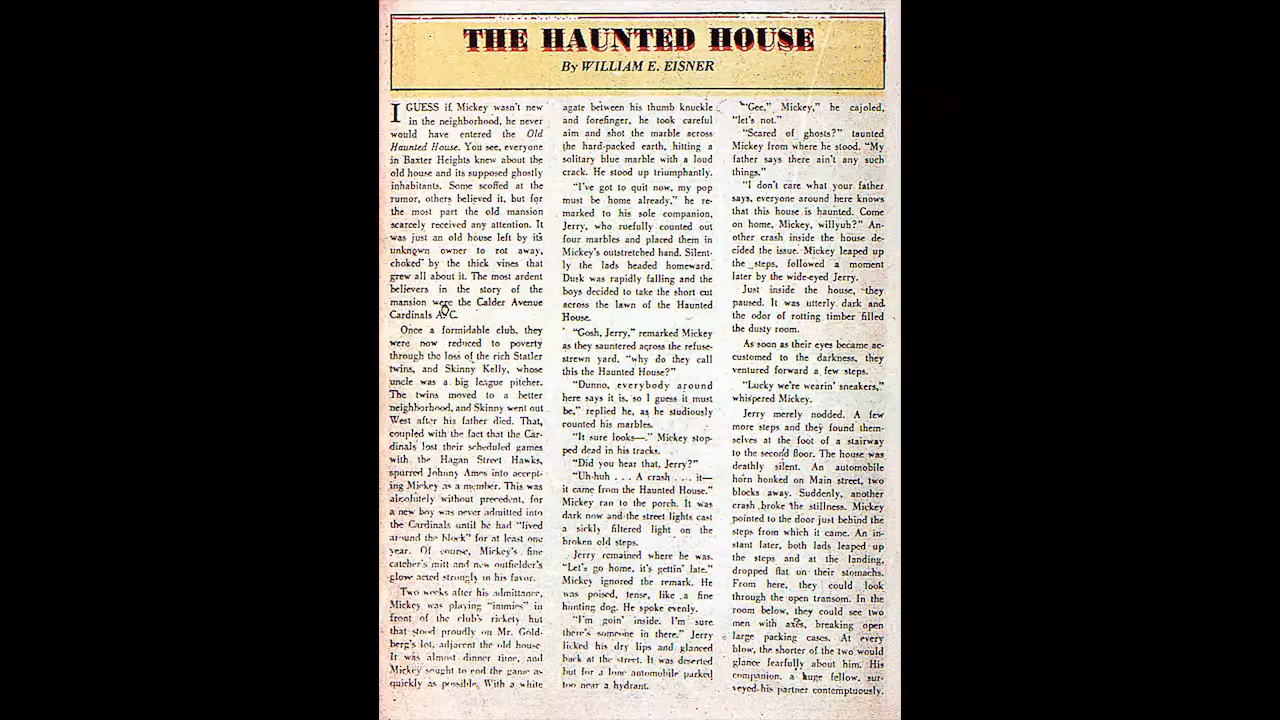 THE HAUNTED HOUSE
By WILLIAM E. EISNER
I GUESS if Mickey wasn't new
in the neighborhood, he never
would have entered the Old
Haunted House. You see, everyone
in Baxter Heights knew about the
old house and its supposed ghostly
inhabitants. Some scoffed at the
rumor, others believed it, but for
the most part the old mansion
scarcely received any attention. It
was just an old house left by its
unknown owner to rot away,
choked by the thick vines that
grew all about it. The most ardent
believers in the story of the
mansion were the Calder Avenue
Cardinals A. C.
Once a formidable club, they
were now reduced to poverty
through the loss of the rich Statler
twins, and Skinny Kelly, whose
uncle was a big league pitcher.
The twins moved to a better
neighborhood, and Skinny went out
West after his father died. That,
coupled with the fact that the Car-
dinals lost their scheduled games
with the Hagan Street Hawks,
spurred Johnny Ames into accept-
ing Mickey as a member. This was
absolutely without precedent, for
a new boy was never admitted into
the Cardinals until he had "lived
around the block" for at least one
year. Of course, Mickey's fine
catcher's mitt and new outfielder's
glove acted strongly in his favor.
Two weeks after his admittance,
Mickey was playing "immies" in
front of the club's rickety hut
that stood proudly on Mr. Gold-
berg's lot, adjacent the old house
It was almost dinner time, and
Mickey sought to end the game as
quickly as possible. With a white
agate between his thumb knuckle
and forefinger, he took careful
aim and shot the marble across
the hard-packed earth, hitting a
solitary blue marble with a loud
crack. He stood up triumphantly.
"I've got to quit now, my pop
must be home already," he re-
marked to his sole companion,
Jerry, who ruefully counted out
four marbles and placed them in
Mickey's outstretched hand. Silent-
ly the lads headed homeward.
Dusk was rapidly falling and the
boys decided to take the short cut
across the lawn of the Haunted
House.
"Gosh, Jerry," remarked Mickey
as they sauntered across the refuse-
strewn yard, "why do they call
this the Haunted House?"
"Dunno, everybody around
here says it is, so I guess it must
be," replied he, as he studiously
counted his marbles.
"It sure looks—." Mickey stop-
ped dead in his tracks.
"Did you hear that, Jerry?"
"Uh-huh . . . A crash . . . it—
it came from the Haunted House."
Mickey ran to the porch. It was
dark now and the street lights cast
a sickly filtered light on the
broken old steps.
Jerry remained where he was.
"Let's go home, it's gettin' late."
Mickey ignored the remark. He
was poised, tense, like a fine
hunting dog. He spoke evenly.
"I'm goin' inside. I'm sure
there's someone in there." Jerry
licked his dry lips and glanced
back at the street. It was deserted
but for a lone automobile parked
too near a hydrant.
"Gee," Mickey," he cajoled,
"let's not."
"Scared of ghosts?" taunted
Mickey from where he stood. "My
father says there ain't any such
things."
"I don't care what your father
says, everyone around here knows
that this house is haunted. Come
on home, Mickey, willyuh?" An-
other crash inside the house de-
cided the issue. Mickey leaped up
the steps, followed a moment
later by the wide-eyed Jerry.
Just inside the house, they
paused. It was utterly dark and
the odor of rotting timber filled
the dusty room.
As soon as their eyes became ac-
customed to the darkness, they
ventured forward a few steps.
"Lucky we're wearin' sneakers,"
whispered Mickey.
Jerry merely nodded. A few
more steps and they found them-
selves at the foot of a stairway
to the second floor. The house was
deathly silent. An automobile
horn honked on Main street, two
blocks away. Suddenly, another
crash broke the stillness. Mickey
pointed to the door just behind the
steps from which it came. An in-
stant later, both lads leaped up
the steps and at the landing,
dropped flat on their stomachs.
From here, they could look
through the open transom. In the
room below, they could see two
men with axes, breaking open
large packing cases. At every
blow, the shorter of the two would
glance fearfully about him. His
companion, a huge fellow, sur-
veyed his partner contemptuously.